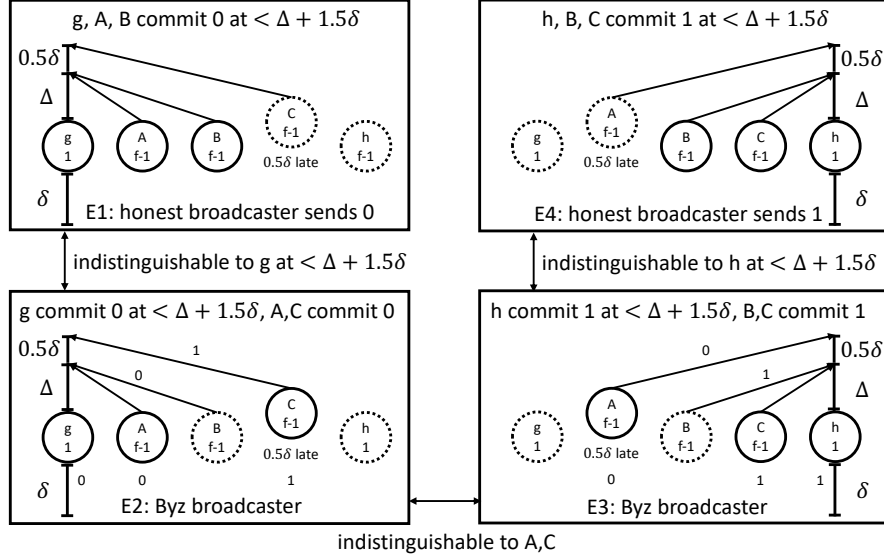 g, A, B commit 0 at < Δ + 1.5δ
0.5δ
Δ
g
1
A
f-1
B
f-1
C
f-1
0.5δ late
h
1
δ
E1: honest broadcaster sends 0
h, B, C commit 1 at < Δ + 1.5δ
0.5δ
Δ
g
1
A
f-1
0.5δ late
B
f-1
C
f-1
h
1
δ
E4: honest broadcaster sends 1
indistinguishable to g at < Δ + 1.5δ
indistinguishable to h at < Δ + 1.5δ
g commit 0 at < Δ + 1.5δ, A,C commit 0
0.5δ
1
0
Δ
g
1
A
f-1
B
f-1
C
f-1
0.5δ late
h
1
δ
0
0
1
E2: Byz broadcaster
h commit 1 at < Δ + 1.5δ, B,C commit 1
0.5δ
0
1
Δ
g
1
A
f-1
0.5δ late
B
f-1
C
f-1
h
1
δ
0
1
1
E3: Byz broadcaster
indistinguishable to A,C